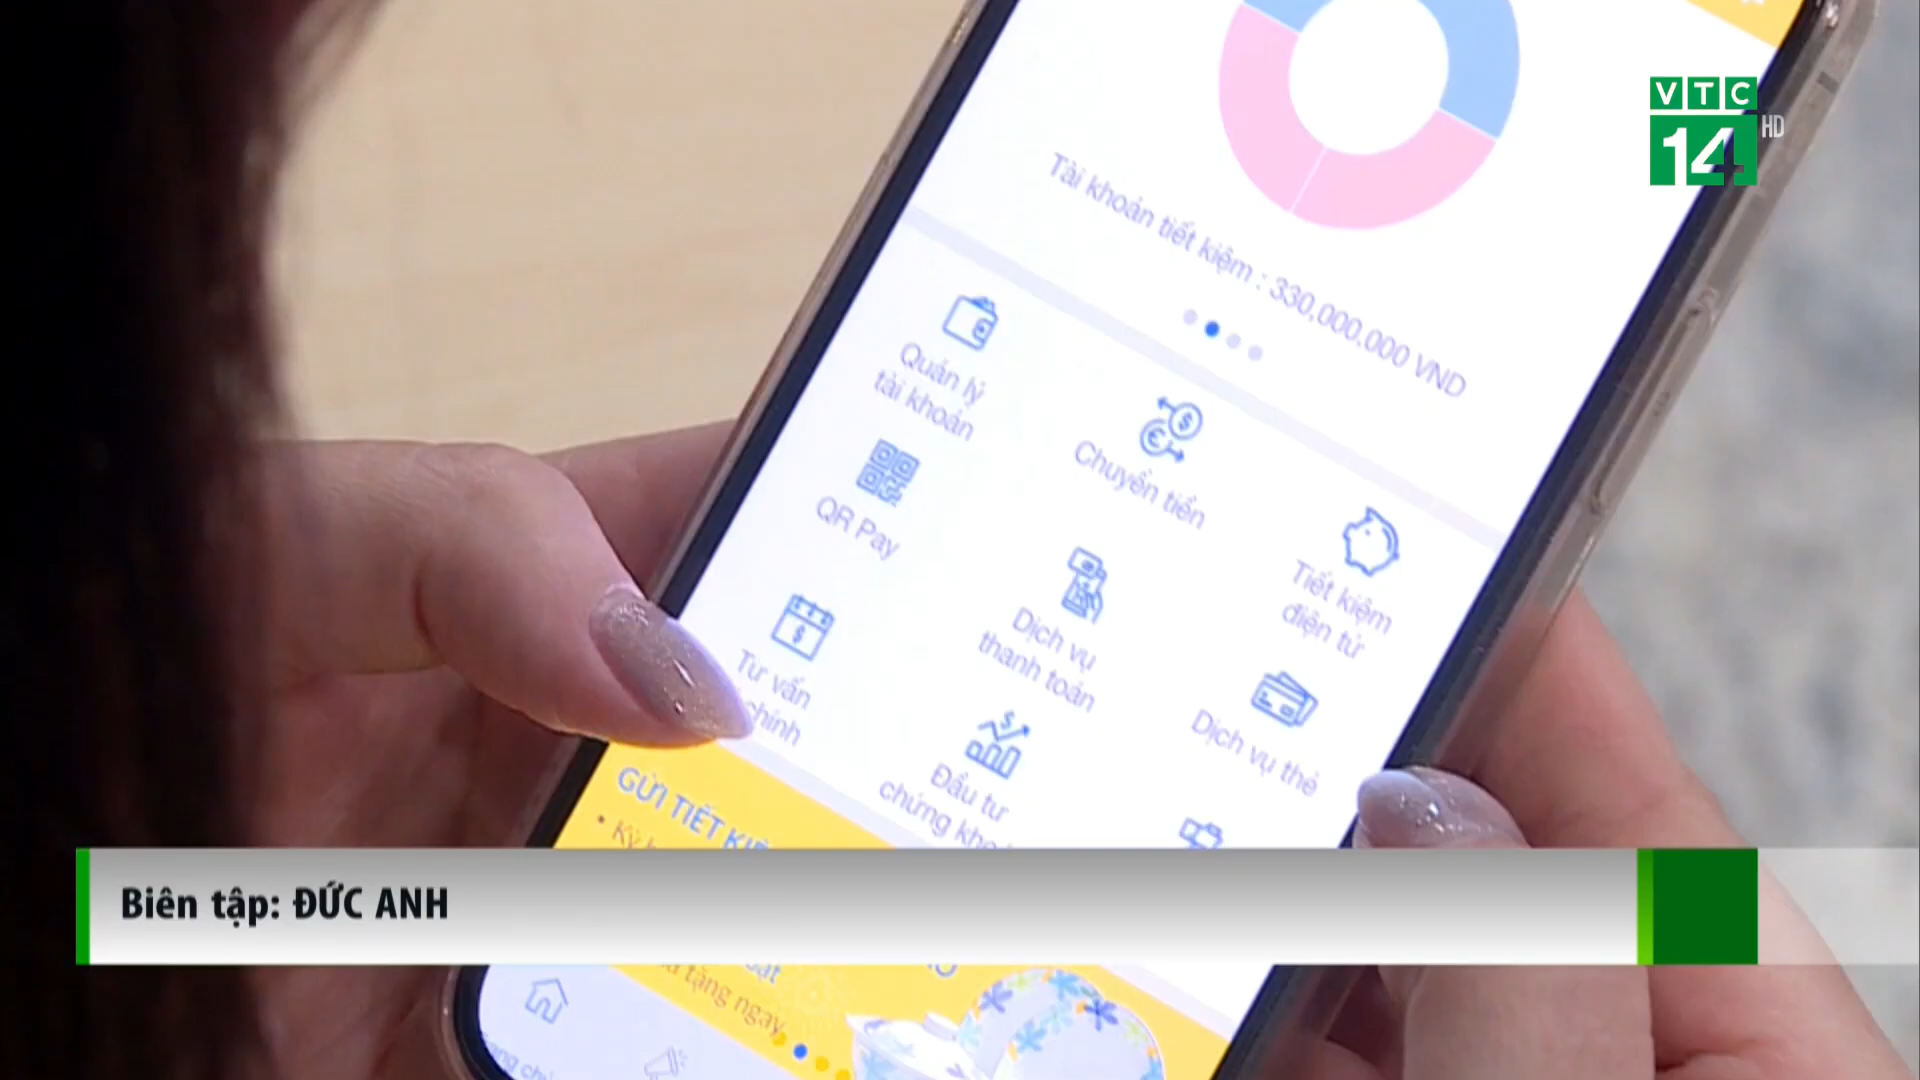 VTC
14 HD
Tài khoản tiết kiệm : 330,000,000 VND
Quản lý
tài khoản
Chuyển tiền
Tiết kiệm
điện tử
QR Pay
Dịch vụ
thanh toán
Dịch vụ thẻ
Tư vấn
chính
Đầu tư
chứng
GỬI TIẾT
Biên tập: ĐỨC ANH
tặng ngay